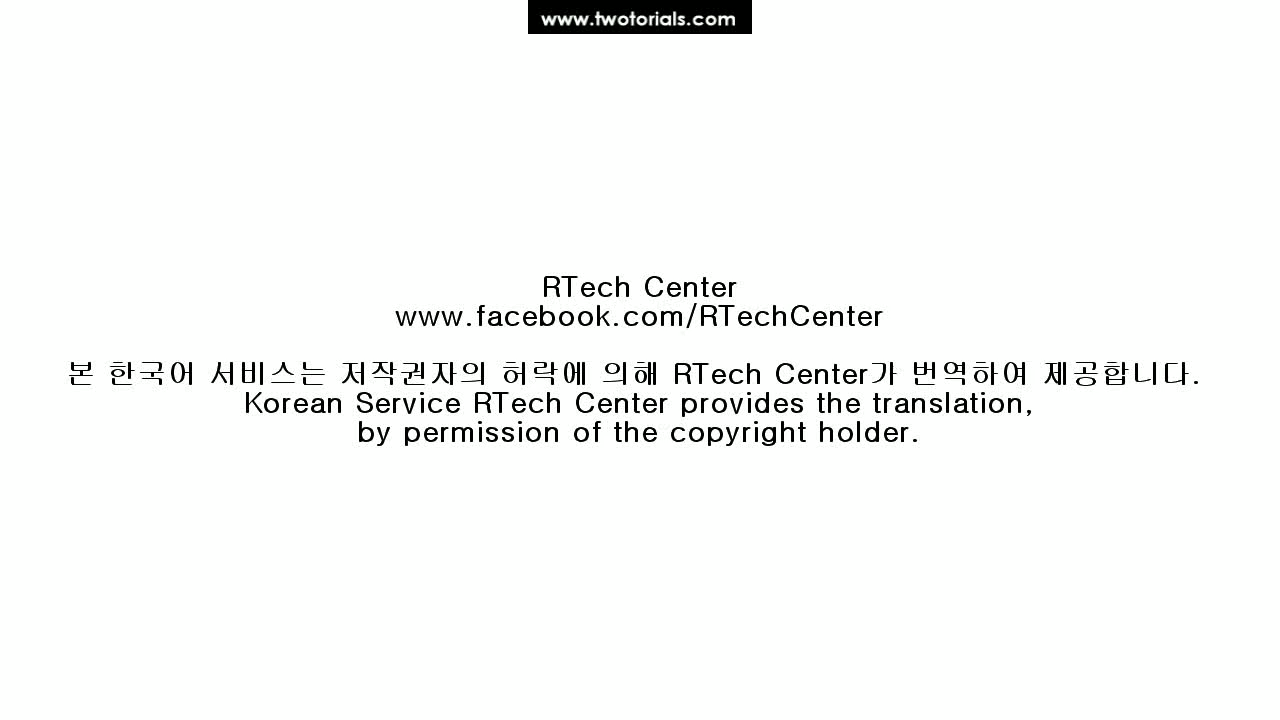 www.twotorials.com
RTech Center
www.facebook.com/RTechCenter
본 한국어 서비스는 저작권자의 허락에 의해 RTech Center가 번역하여 제공합니다.
Korean Service RTech Center provides the translation,
by permission of the copyright holder.